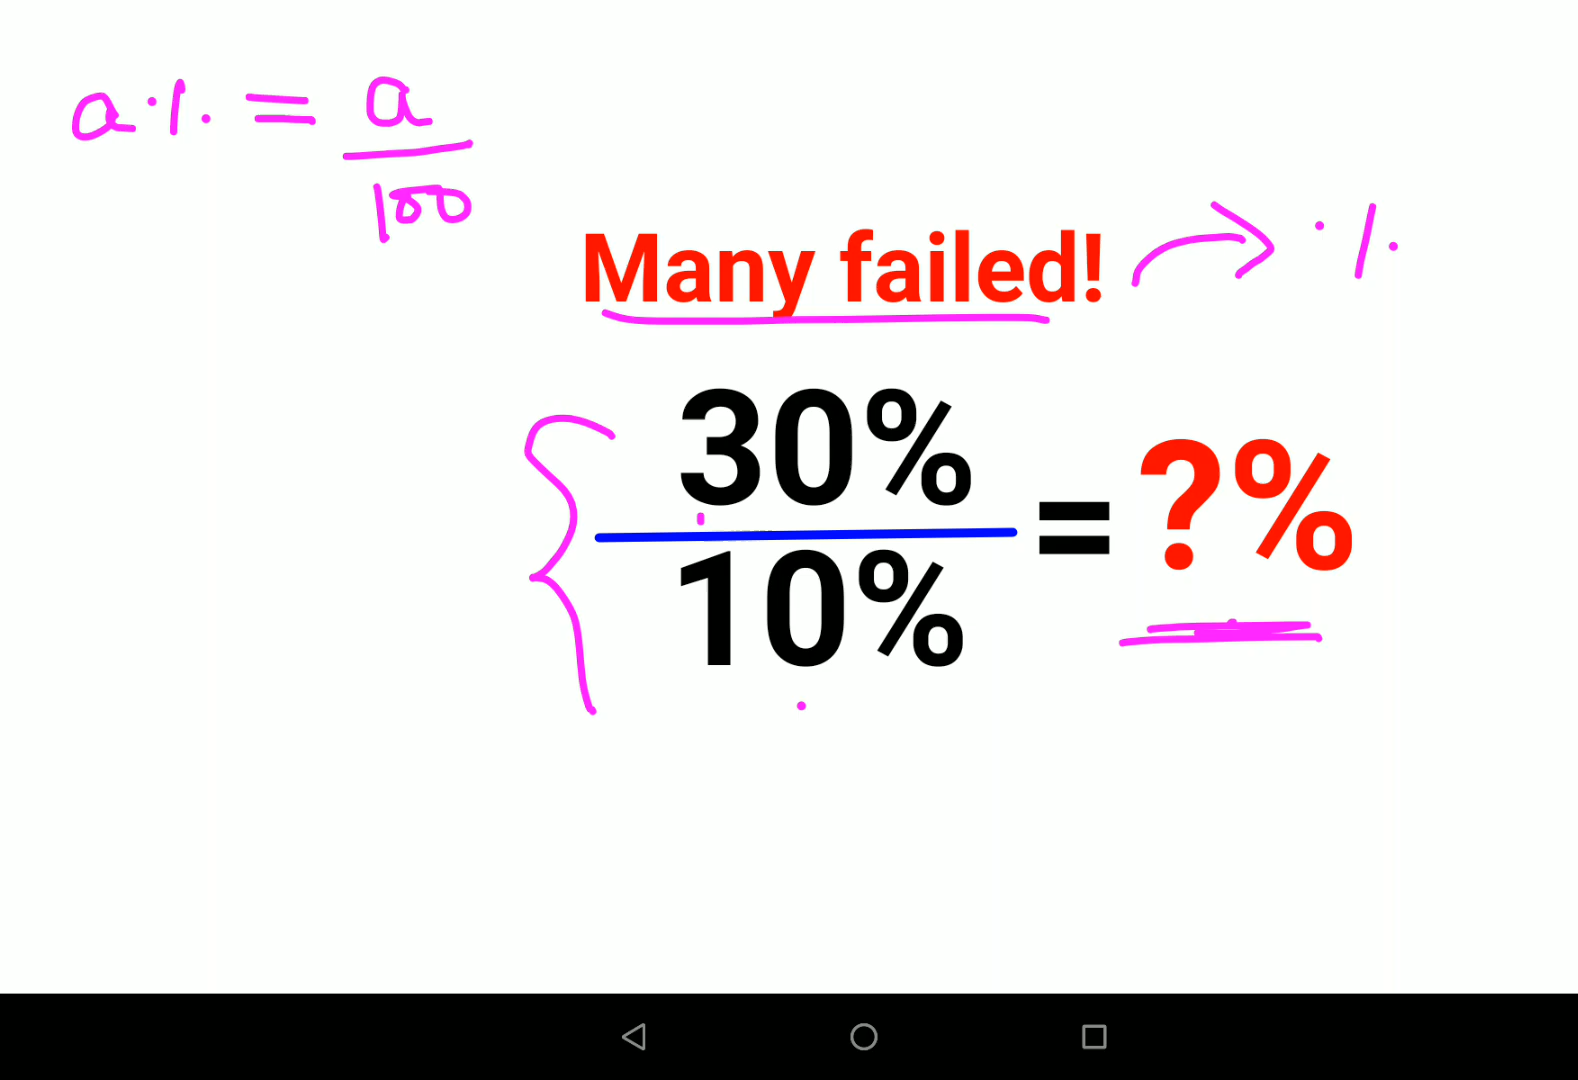 a% = a
100
Many failed! → %
30%
10%
= ?%